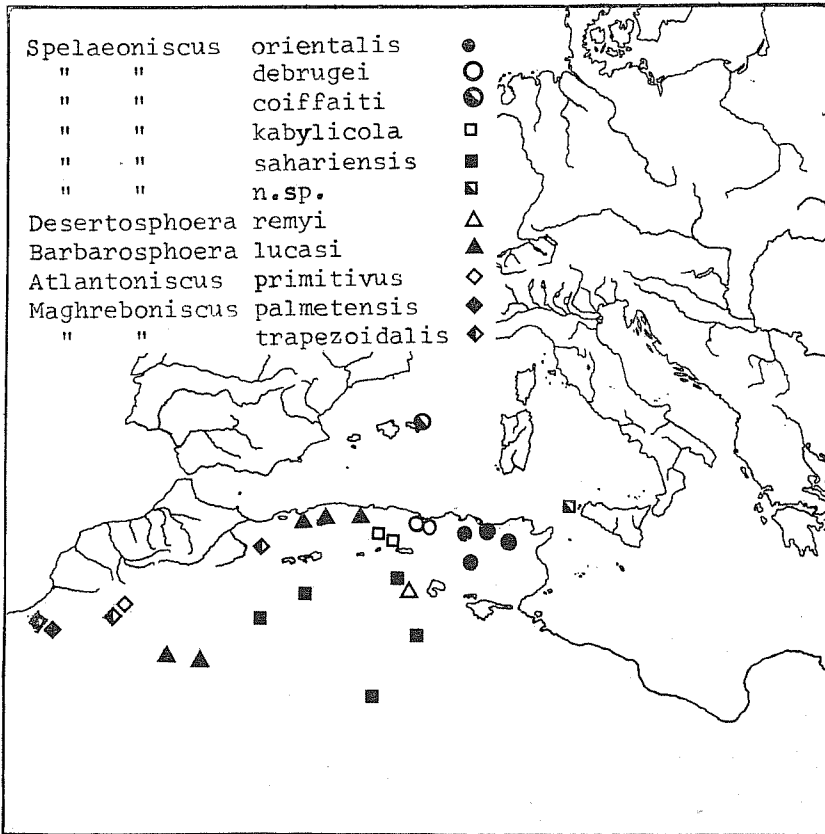 Spelaeoniscus orientalis
" " debrugei
" " coiffaiti
" " kabylicola
" " sahariensis
" " n.sp.
Desertosphoera remyi
Barbarosphoera lucasi
Atlantoniscus primitivus
Maghreboniscus palmetensis
" " trapezoidalis